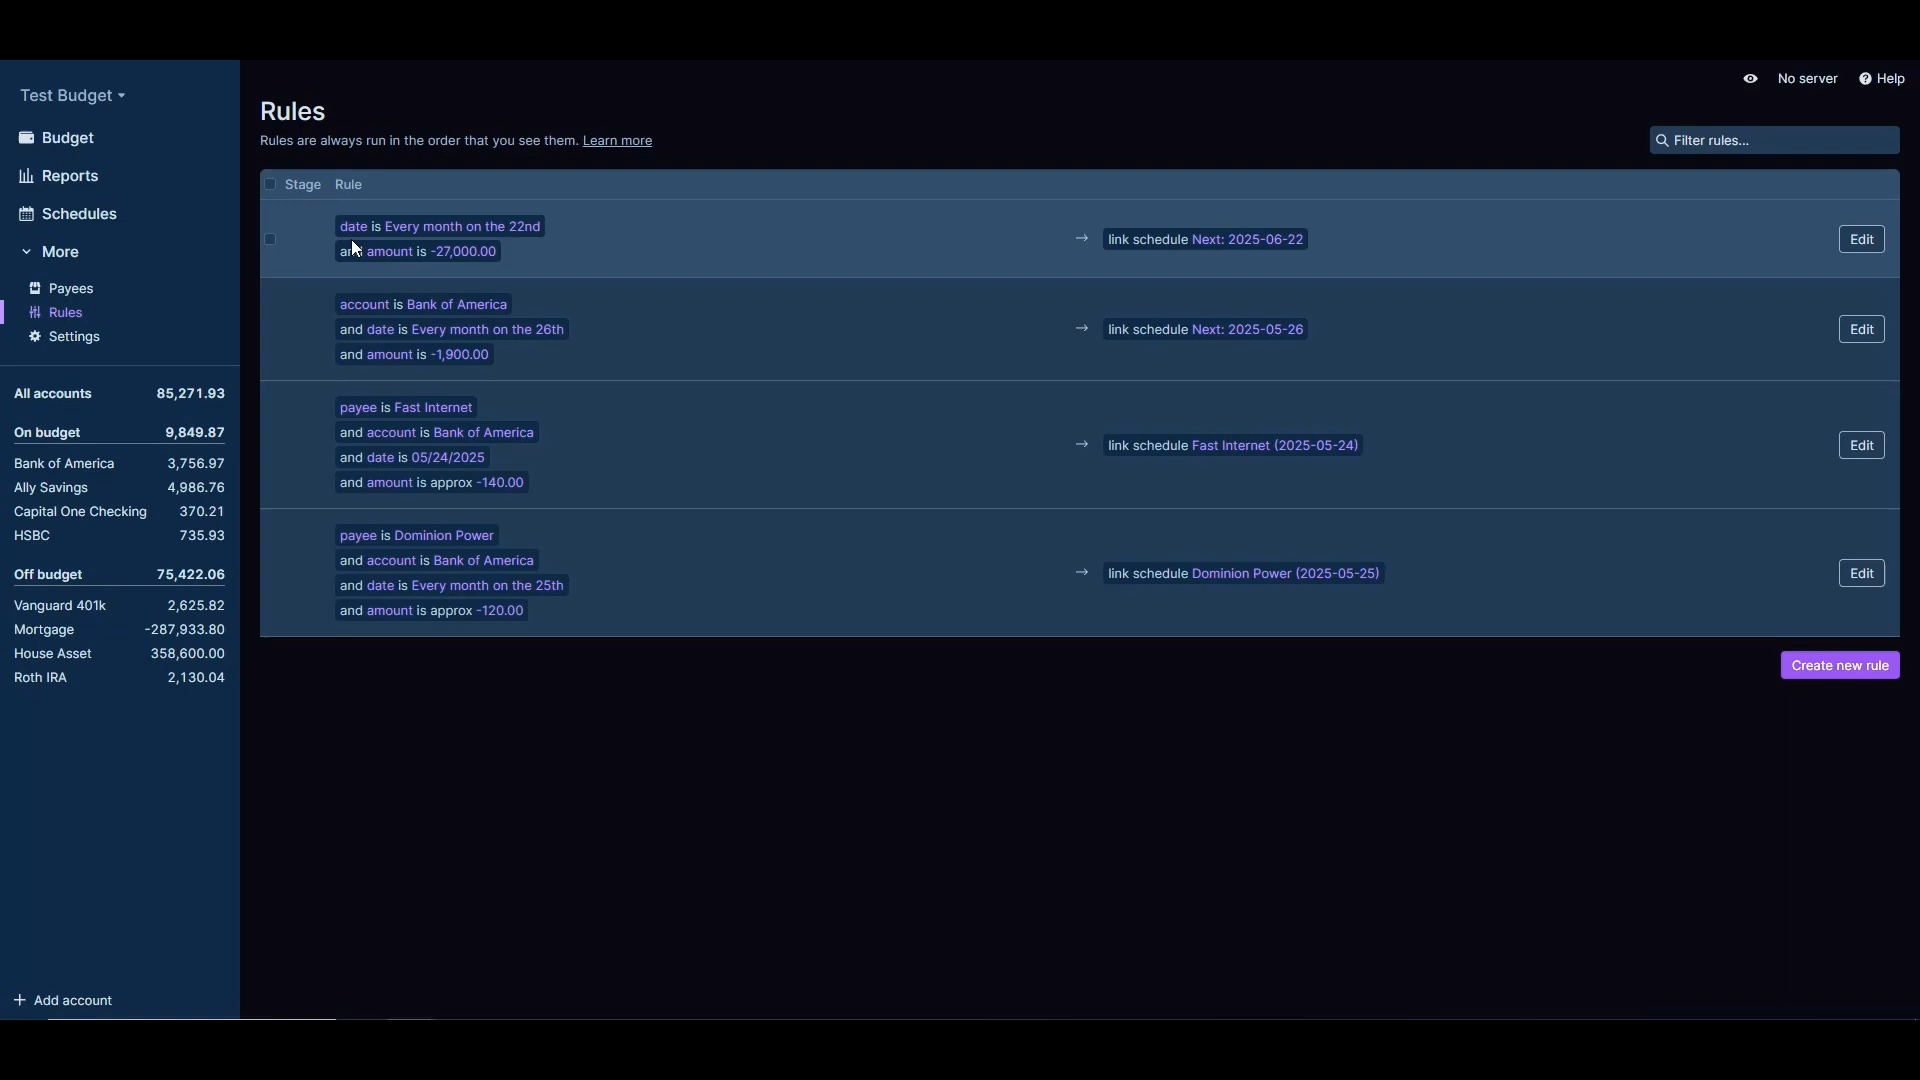 No server
Help
Test Budget
Budget
Reports
Schedules
More
Payees
Rules
Settings
All accounts 85,271.93
On budget 9,849.87
Bank of America 3,756.97
Ally Savings 4,986.76
Capital One Checking 370.21
HSBC 735.93
Off budget 75,422.06
Vanguard 401k 2,625.82
Mortgage -287,933.80
House Asset 358,600.00
Roth IRA 2,130.04
Add account
Rules
Rules are always run in the order that you see them. Learn more
Filter rules...
Stage Rule
date is Every month on the 22nd
and amount is -27,000.00
link schedule Next: 2025-06-22
Edit
account is Bank of America
and date is Every month on the 26th
and amount is -1,900.00
link schedule Next: 2025-05-26
Edit
payee is Fast Internet
and account is Bank of America
and date is 05/24/2025
and amount is approx -140.00
link schedule Fast Internet (2025-05-24)
Edit
payee is Dominion Power
and account is Bank of America
and date is Every month on the 25th
and amount is approx -120.00
link schedule Dominion Power (2025-05-25)
Edit
Create new rule